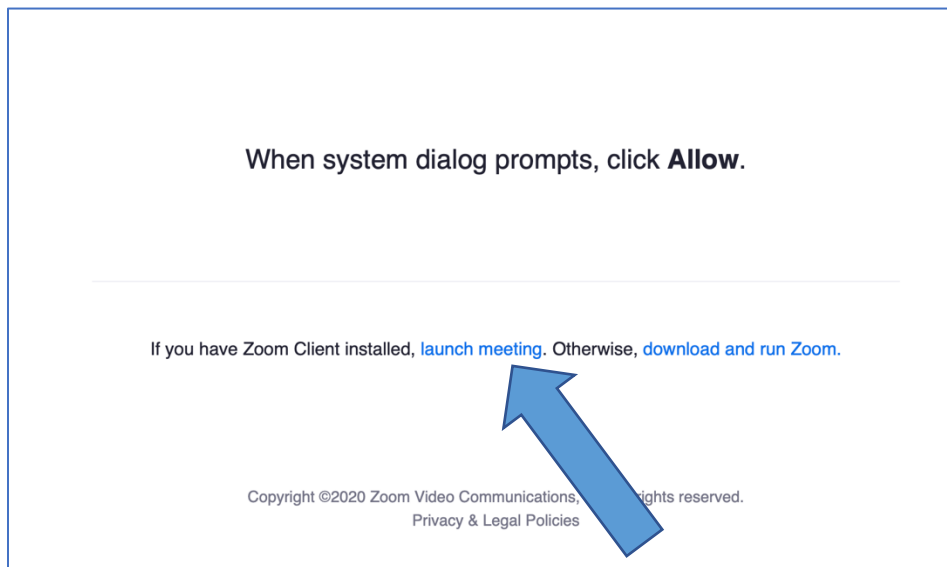 When system dialog prompts, click Allow.
If you have Zoom Client installed, launch meeting. Otherwise, download and run Zoom.
Copyright ©2020 Zoom Video Communications, rights reserved.
Privacy & Legal Policies